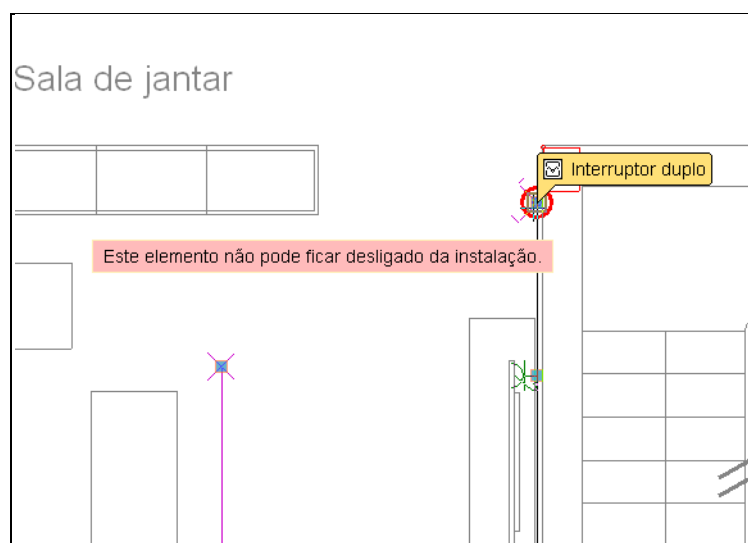 Sala de jantar
Interruptor duplo
Este elemento não pode ficar desligado da instalação.